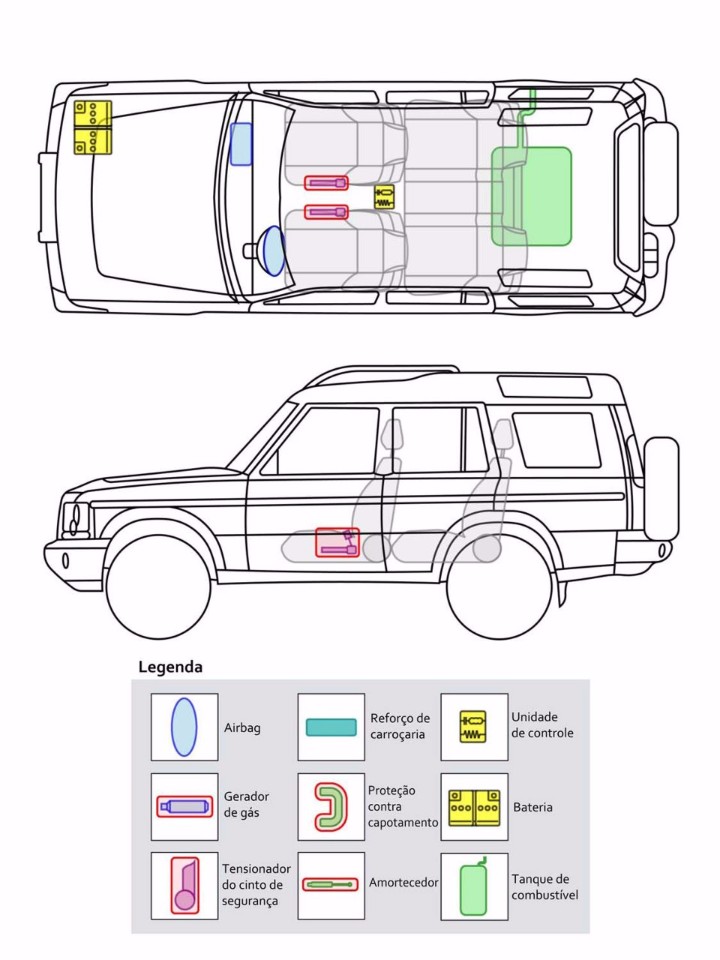 Legenda
Airbag
Reforço de
carroçaria
Unidade
de controle
Gerador
de gás
Proteção
contra
capotamento
Bateria
Tensionador
do cinto de
segurança
Amortecedor
Tanque de
combustível